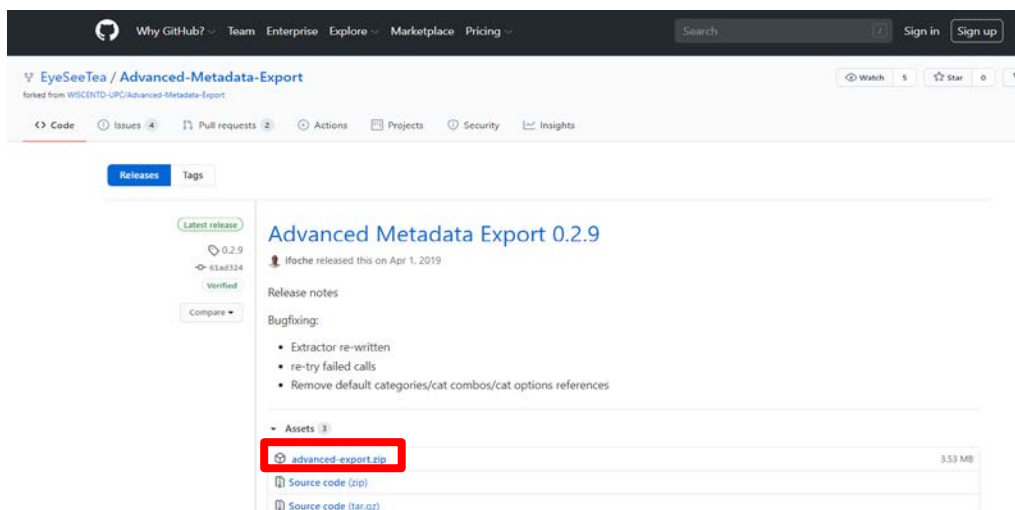 Why GitHub? Team Enterprise Explore Marketplace Pricing Search / Sign in Sign up
EyeSeeTea / Advanced-Metadata-Export Watch 5 Star 0
forked from WISCENTD-UPC/Advanced-Metadata-Export
Code Issues 4 Pull requests 2 Actions Projects Security Insights
Releases Tags
Latest release
0.2.9
61ad324
Verified
Compare
Advanced Metadata Export 0.2.9
ifoche released this on Apr 1, 2019
Release notes
Bugfixing:
• Extractor re-written
• re-try failed calls
• Remove default categories/cat combos/cat options references
Assets 3
advanced-export.zip 3.53 MB
Source code (zip)
Source code (tar.gz)